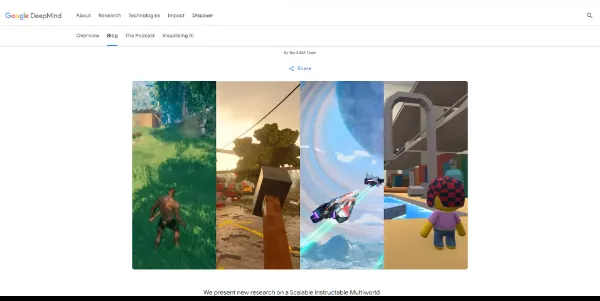 Google DeepMind
About Research Technologies Impact Discover
Overview Blog The Podcast Visualising AI
By the SIMA Team
Share
We present new research on a Scalable Instructable Multiworld